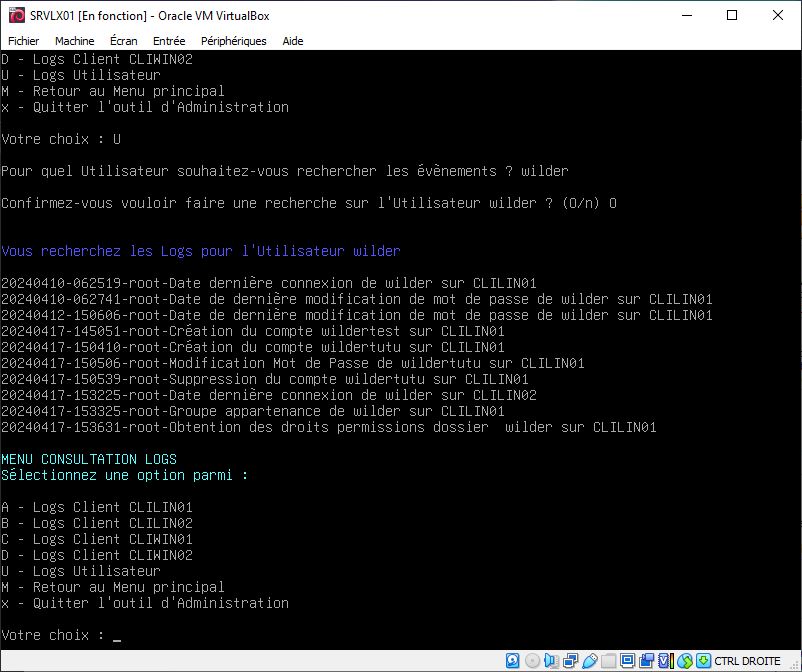 SRVLX01 [En fonction] - Oracle VM VirtualBox
Fichier Machine Écran Entrée Périphériques Aide
D - Logs Client CLIWIN02
U - Logs Utilisateur
M - Retour au Menu principal
x - Quitter l'outil d'Administration
Votre choix : U
Pour quel Utilisateur souhaitez-vous rechercher les évènements ? wilder
Confirmez-vous vouloir faire une recherche sur l'Utilisateur wilder ? (O/n) O
Vous recherchez les Logs pour l'Utilisateur wilder
20240410-062519-root-Date dernière connexion de wilder sur CLILIN01
20240410-062741-root-Date de dernière modification de mot de passe de wilder sur CLILIN01
20240412-150606-root-Date de dernière modification de mot de passe de wilder sur CLILIN01
20240417-145051-root-Création du compte wildertest sur CLILIN01
20240417-150410-root-Création du compte wildertutu sur CLILIN01
20240417-150506-root-Modification Mot de Passe de wildertutu sur CLILIN01
20240417-150539-root-Suppression du compte wildertutu sur CLILIN01
20240417-153225-root-Date dernière connexion de wilder sur CLILIN02
20240417-153325-root-Groupe appartenance de wilder sur CLILIN01
20240417-153631-root-Obtention des droits permissions dossier  wilder sur CLILIN01
MENU CONSULTATION LOGS
Sélectionnez une option parmi :
A - Logs Client CLILIN01
B - Logs Client CLILIN02
C - Logs Client CLIWIN01
D - Logs Client CLIWIN02
U - Logs Utilisateur
M - Retour au Menu principal
x - Quitter l'outil d'Administration
Votre choix : _
CTRL DROITE